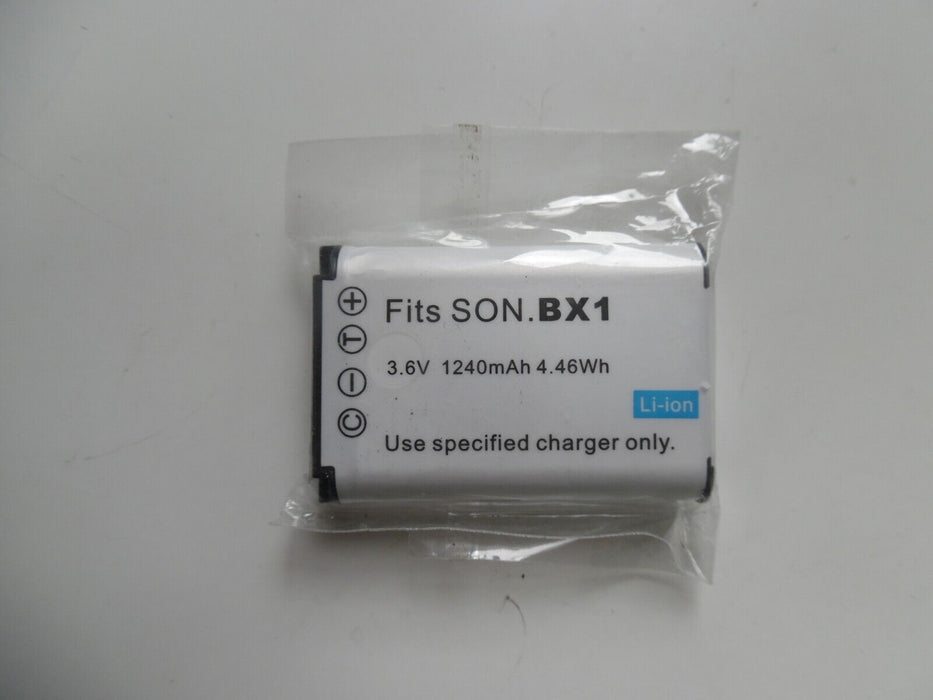 Fits SON.BX1
3.6V 1240mAh 4.46Wh
Li-ion
Use specified charger only.
+
T
-
C